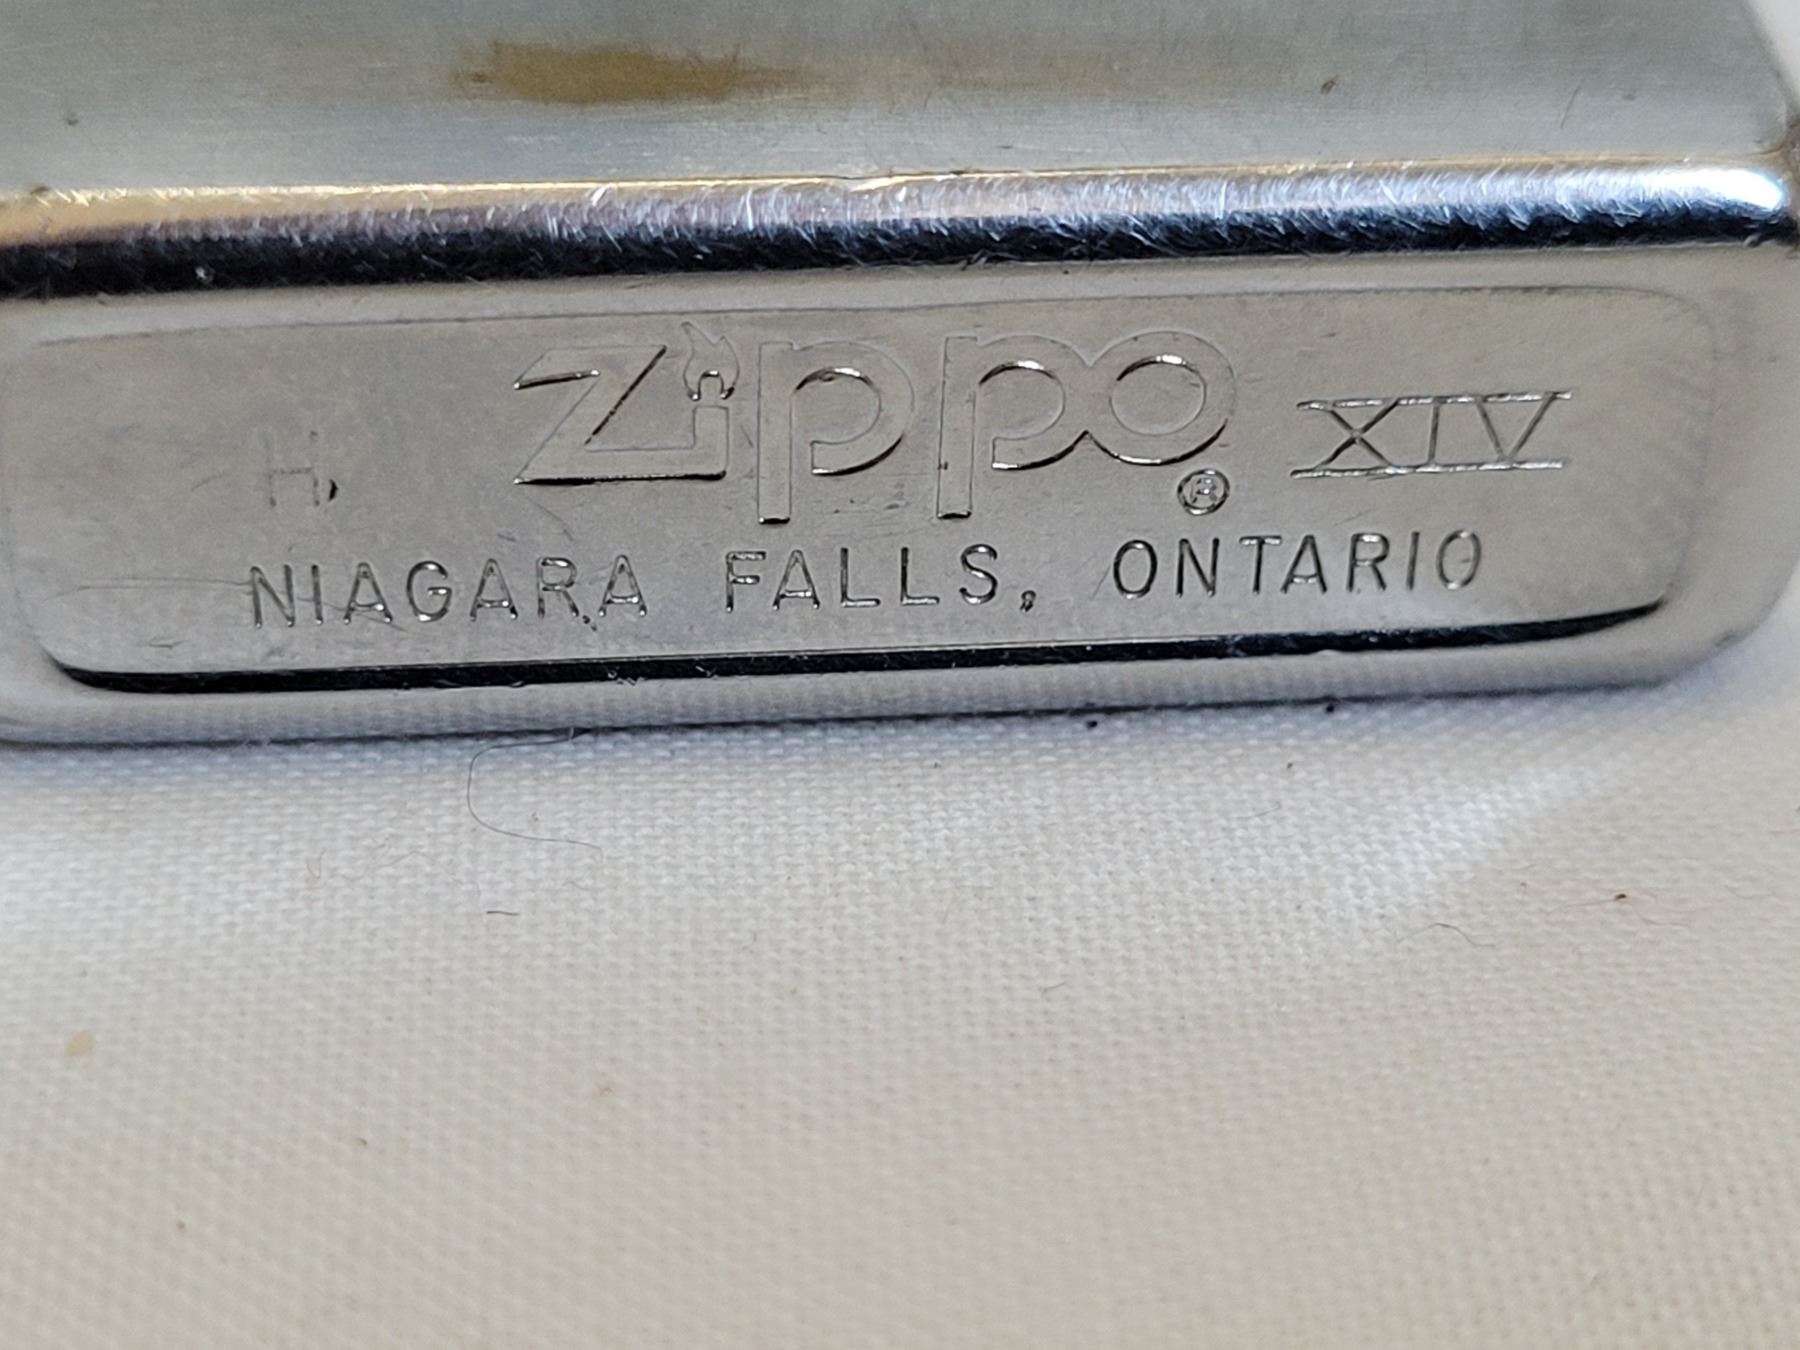 H. Zippo® XIV
NIAGARA FALLS, ONTARIO